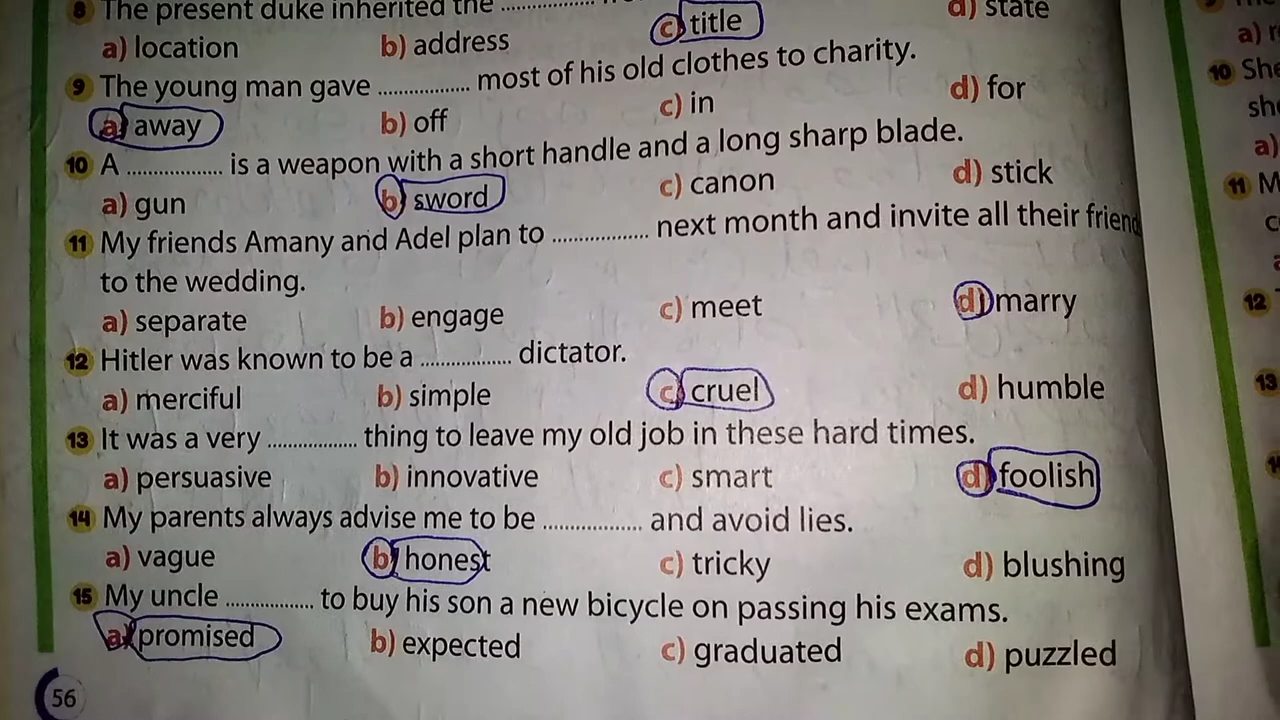 8 The present duke inherited the ..................
a) location b) address c) title d) state
9 The young man gave .................. most of his old clothes to charity.
a) away b) off c) in d) for
10 A .................. is a weapon with a short handle and a long sharp blade.
a) gun b) sword c) canon d) stick
11 My friends Amany and Adel plan to .................. next month and invite all their friend
to the wedding.
a) separate b) engage c) meet d) marry
12 Hitler was known to be a .................. dictator.
a) merciful b) simple c) cruel d) humble
13 It was a very .................. thing to leave my old job in these hard times.
a) persuasive b) innovative c) smart d) foolish
14 My parents always advise me to be .................. and avoid lies.
a) vague b) honest c) tricky d) blushing
15 My uncle .................. to buy his son a new bicycle on passing his exams.
a) promised b) expected c) graduated d) puzzled
56
a)
10 She
sh
a)
11 M
12
13